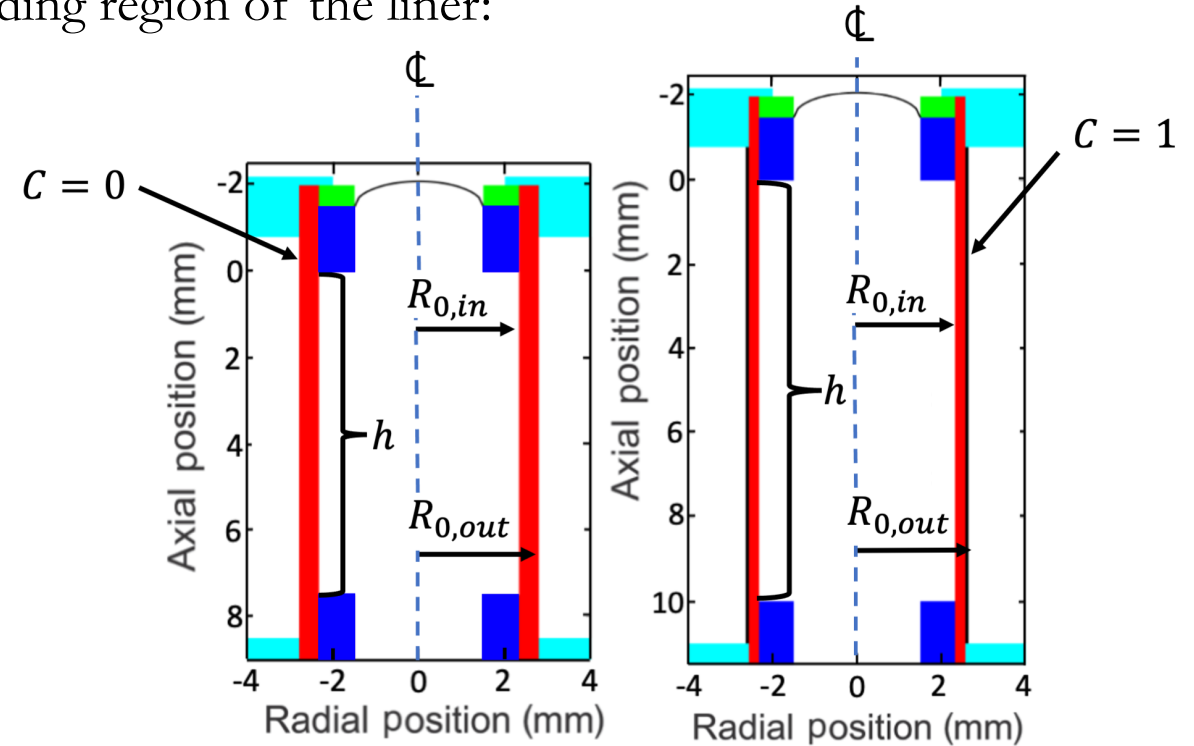 ding region of the liner:
℄
℄
C = 0
C = 1
-2
0
2
4
6
8
Axial position (mm)
R₀,in
h
R₀,out
-4 -2 0 2 4
Radial position (mm)
-2
0
2
4
6
8
10
Axial position (mm)
R₀,in
h
R₀,out
-4 -2 0 2 4
Radial position (mm)